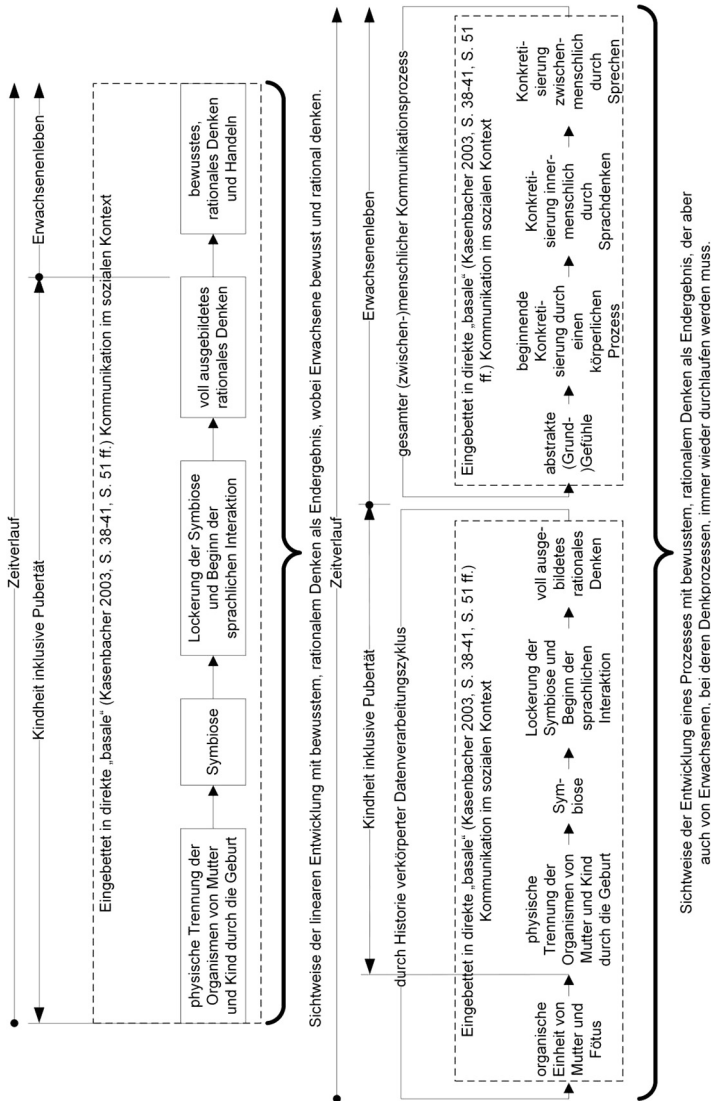 Zeitverlauf
Kindheit inklusive Pubertät
Erwachsenenleben
Eingebettet in direkte „basale“ (Kasenbacher 2003, S. 38-41, S. 51 ff.) Kommunikation im sozialen Kontext
physische Trennung der
Organismen von Mutter
und Kind durch die Geburt
Symbiose
Lockerung der Symbiose
und Beginn der
sprachlichen Interaktion
voll ausgebildetes
rationales Denken
bewusstes,
rationales Denken
und Handeln
Sichtweise der linearen Entwicklung mit bewusstem, rationalem Denken als Endergebnis, wobei Erwachsene bewusst und rational denken.
Zeitverlauf
Kindheit inklusive Pubertät
Erwachsenenleben
durch Historie verkörperter Datenverarbeitungszyklus
gesamter (zwischen-)menschlicher Kommunikationsprozess
Eingebettet in direkte „basale“ (Kasenbacher 2003, S. 38-41, S. 51 ff.)
Kommunikation im sozialen Kontext
organische
Einheit von
Mutter und
Fötus
physische
Trennung der
Organismen von
Mutter und Kind
durch die Geburt
Sym-
biose
Lockerung der
Symbiose und
Beginn der
sprachlichen
Interaktion
voll ausge-
bildetes
rationales
Denken
Eingebettet in direkte „basale“ (Kasenbacher 2003, S. 38-41, S. 51
ff.) Kommunikation im sozialen Kontext
abstrakte
(Grund-
)Gefühle
beginnende
Konkreti-
sierung durch
einen
körperlichen
Prozess
Konkreti-
sierung inner-
menschlich
durch
Sprachdenken
Konkreti-
sierung
zwischen-
menschlich
durch
Sprechen
Sichtweise der Entwicklung eines Prozesses mit bewusstem, rationalem Denken als Endergebnis, der aber
auch von Erwachsenen, bei deren Denkprozessen, immer wieder durchlaufen werden muss.